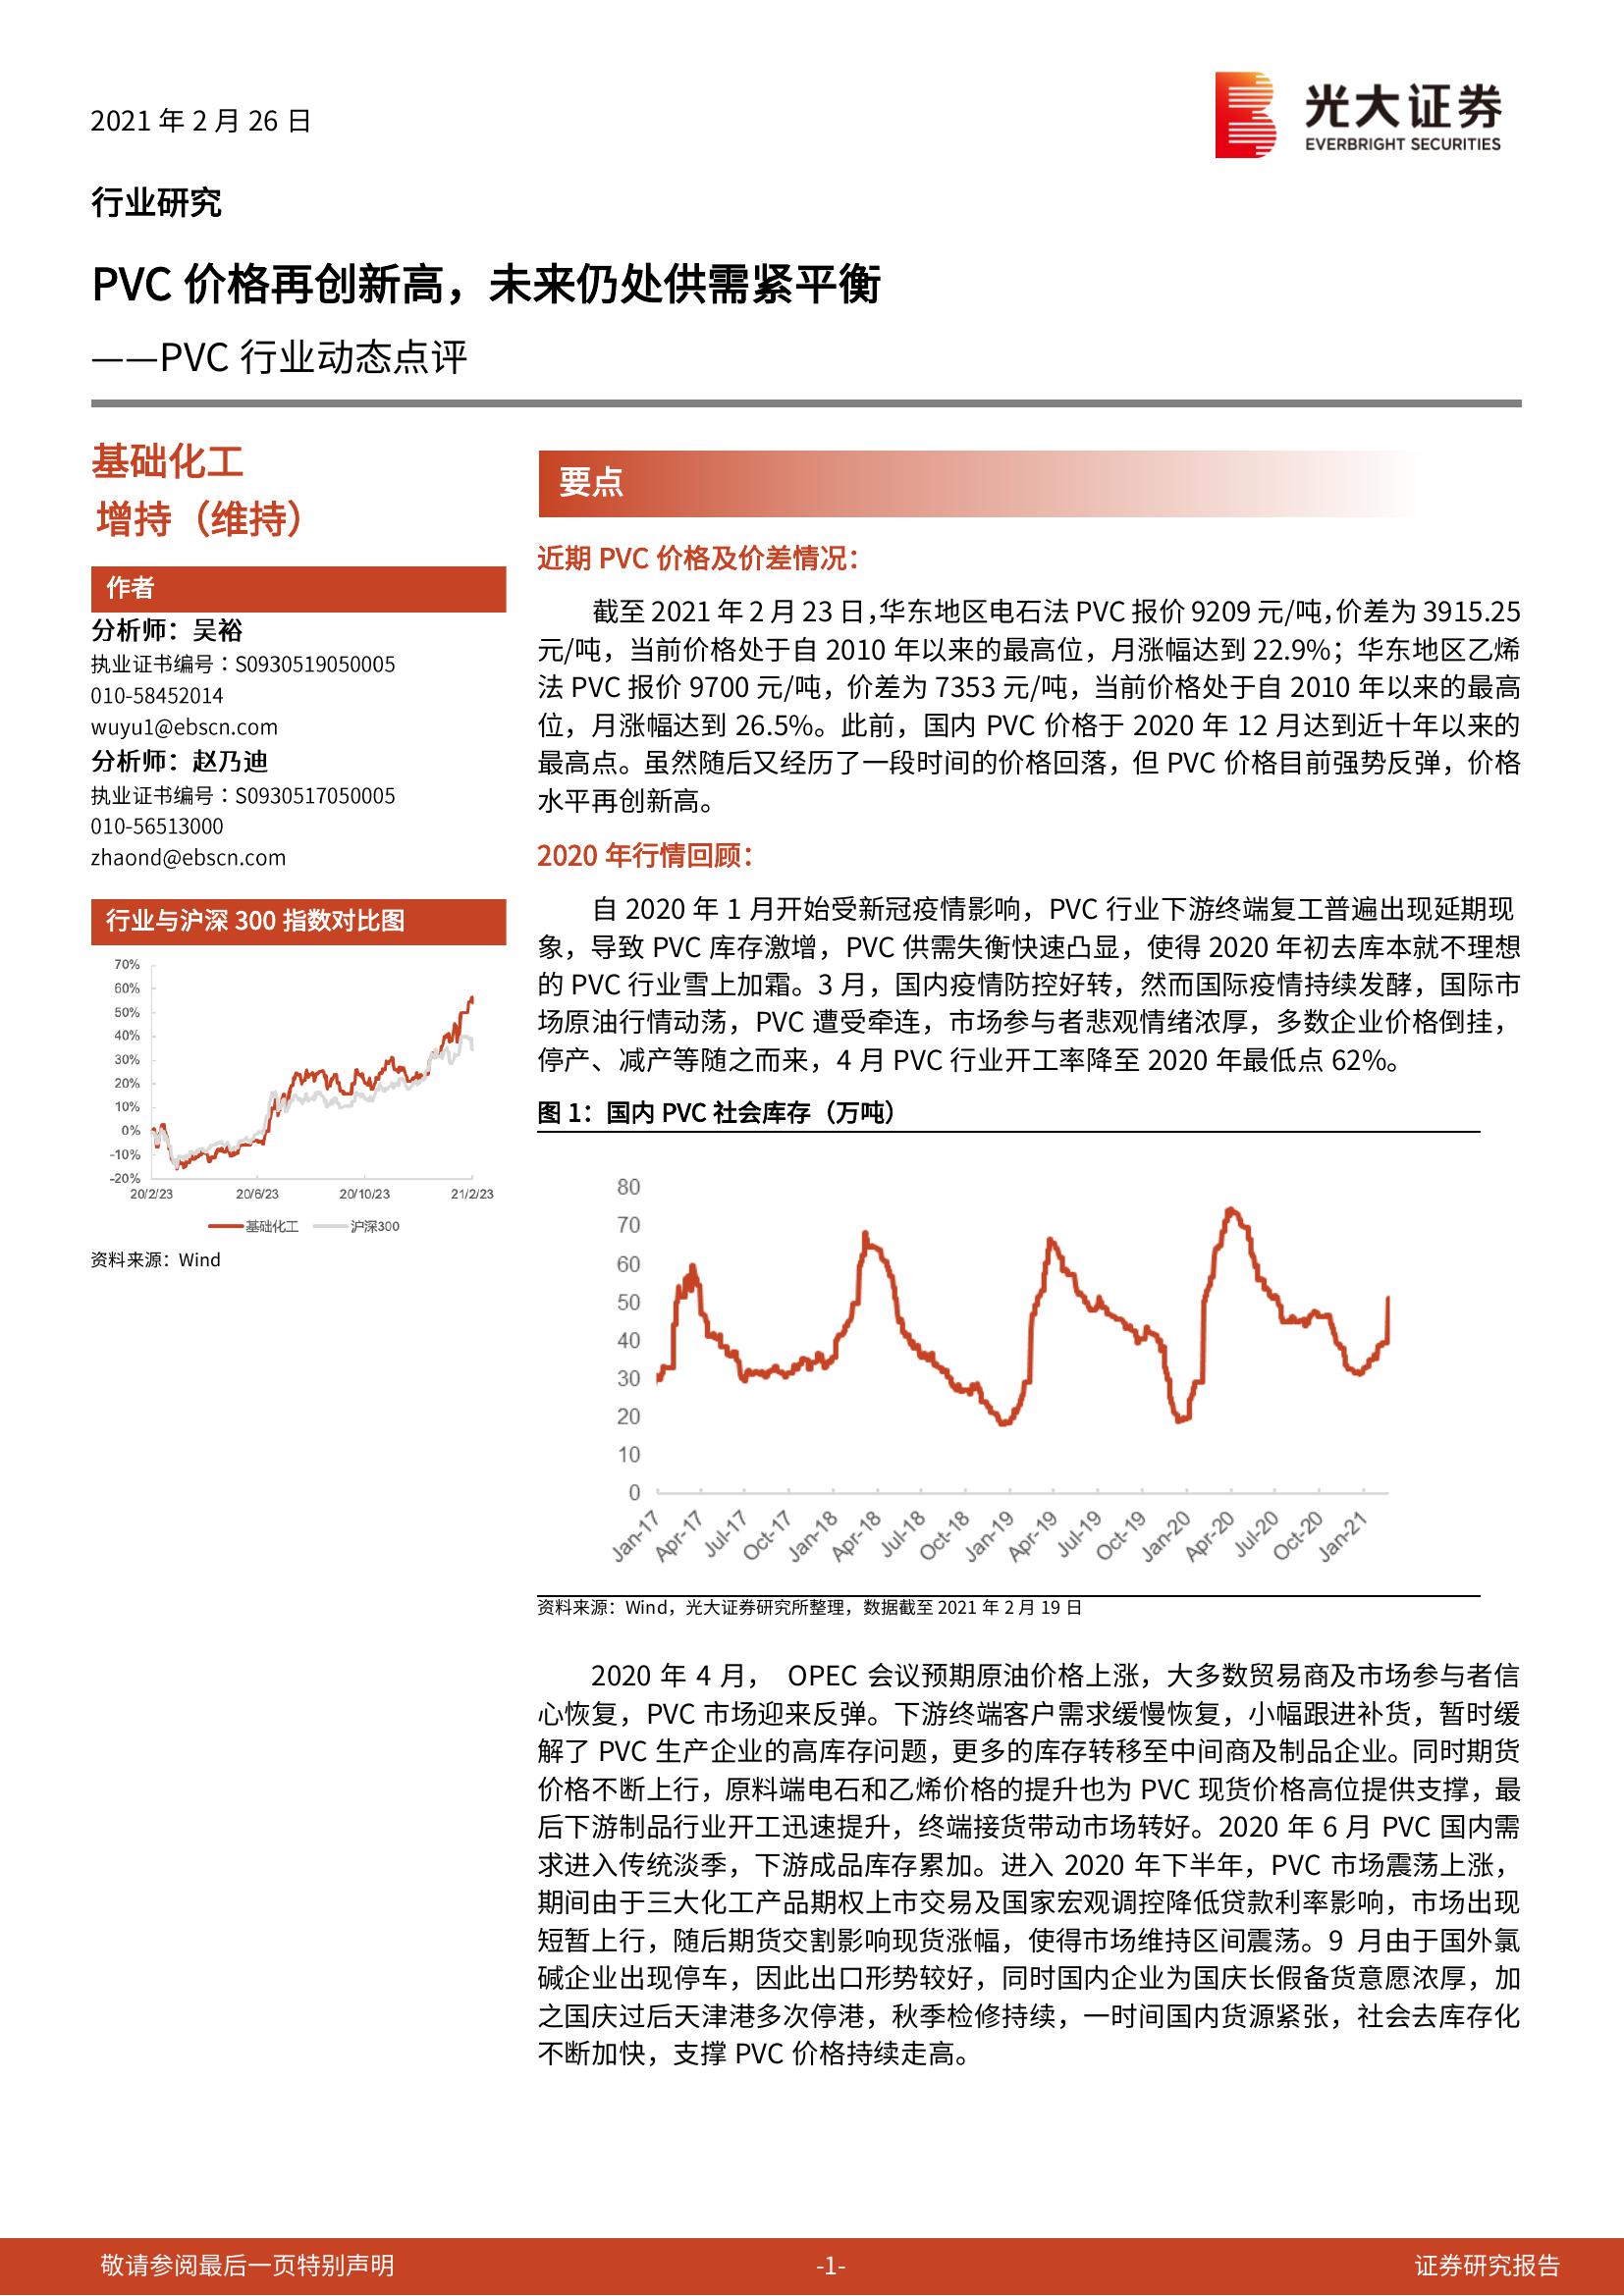 2021 年 2 月 26 日
光大证券
EVERBRIGHT SECURITIES
行业研究
PVC 价格再创新高，未来仍处供需紧平衡
——PVC 行业动态点评
基础化工
增持（维持）
作者
分析师：吴裕
执业证书编号：S0930519050005
010-58452014
wuyu1@ebscn.com
分析师：赵乃迪
执业证书编号：S0930517050005
010-56513000
zhaond@ebscn.com
行业与沪深 300 指数对比图
70%
60%
50%
40%
30%
20%
10%
0%
-10%
-20%
20/2/23 20/6/23 20/10/23 21/2/23
基础化工 沪深300
资料来源：Wind
要点
近期 PVC 价格及价差情况：
截至 2021 年 2 月 23 日,华东地区电石法 PVC 报价 9209 元/吨,价差为 3915.25
元/吨，当前价格处于自 2010 年以来的最高位，月涨幅达到 22.9%；华东地区乙烯
法 PVC 报价 9700 元/吨，价差为 7353 元/吨，当前价格处于自 2010 年以来的最高
位，月涨幅达到 26.5%。此前，国内 PVC 价格于 2020 年 12 月达到近十年以来的
最高点。虽然随后又经历了一段时间的价格回落，但 PVC 价格目前强势反弹，价格
水平再创新高。
2020 年行情回顾：
自 2020 年 1 月开始受新冠疫情影响，PVC 行业下游终端复工普遍出现延期现
象，导致 PVC 库存激增，PVC 供需失衡快速凸显，使得 2020 年初去库本就不理想
的 PVC 行业雪上加霜。3 月，国内疫情防控好转，然而国际疫情持续发酵，国际市
场原油行情动荡，PVC 遭受牵连，市场参与者悲观情绪浓厚，多数企业价格倒挂，
停产、减产等随之而来，4 月 PVC 行业开工率降至 2020 年最低点 62%。
图 1：国内 PVC 社会库存（万吨）
80
70
60
50
40
30
20
10
0
Jan-17 Apr-17 Jul-17 Oct-17 Jan-18 Apr-18 Jul-18 Oct-18 Jan-19 Apr-19 Jul-19 Oct-19 Jan-20 Apr-20 Jul-20 Oct-20 Jan-21
资料来源：Wind，光大证券研究所整理，数据截至 2021 年 2 月 19 日
2020 年 4 月， OPEC 会议预期原油价格上涨，大多数贸易商及市场参与者信
心恢复，PVC 市场迎来反弹。下游终端客户需求缓慢恢复，小幅跟进补货，暂时缓
解了 PVC 生产企业的高库存问题，更多的库存转移至中间商及制品企业。同时期货
价格不断上行，原料端电石和乙烯价格的提升也为 PVC 现货价格高位提供支撑，最
后下游制品行业开工迅速提升，终端接货带动市场转好。2020 年 6 月 PVC 国内需
求进入传统淡季，下游成品库存累加。进入 2020 年下半年，PVC 市场震荡上涨，
期间由于三大化工产品期权上市交易及国家宏观调控降低贷款利率影响，市场出现
短暂上行，随后期货交割影响现货涨幅，使得市场维持区间震荡。9 月由于国外氯
碱企业出现停车，因此出口形势较好，同时国内企业为国庆长假备货意愿浓厚，加
之国庆过后天津港多次停港，秋季检修持续，一时间国内货源紧张，社会去库存化
不断加快，支撑 PVC 价格持续走高。
敬请参阅最后一页特别声明 -1- 证券研究报告